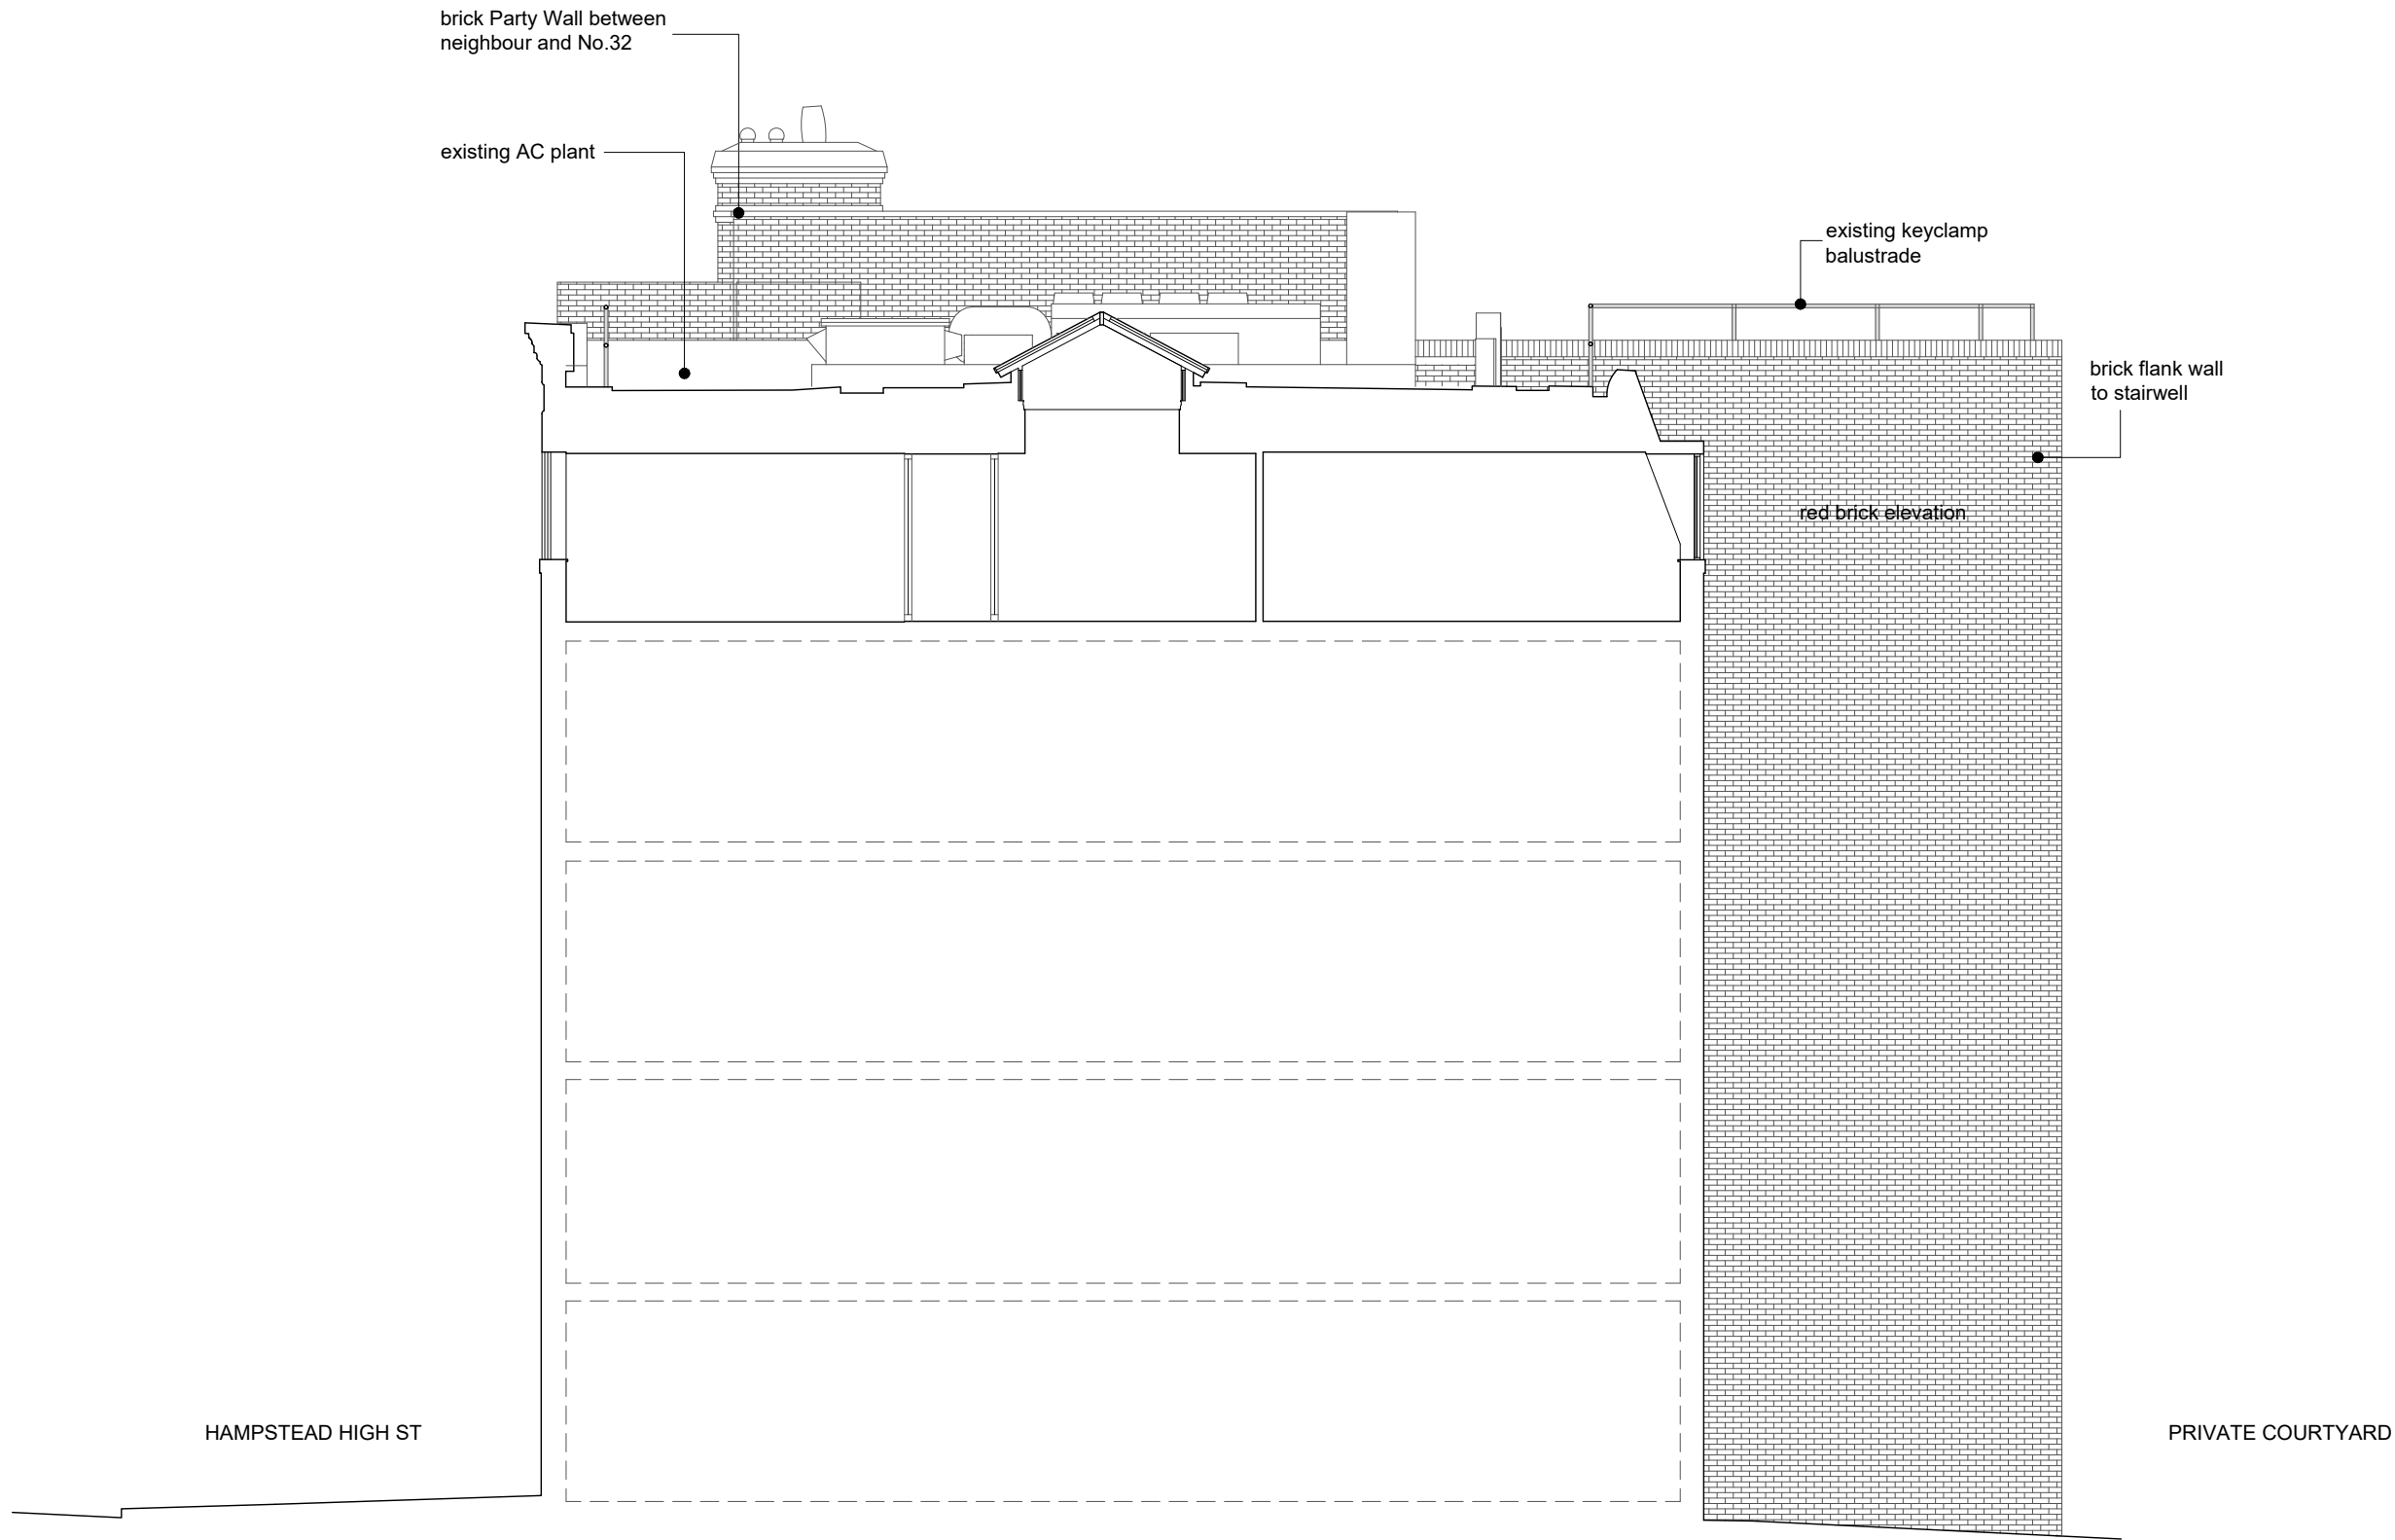 brick Party Wall between
neighbour and No.32
existing AC plant
existing keyclamp
balustrade
brick flank wall
to stairwell
red brick elevation
HAMPSTEAD HIGH ST
PRIVATE COURTYARD